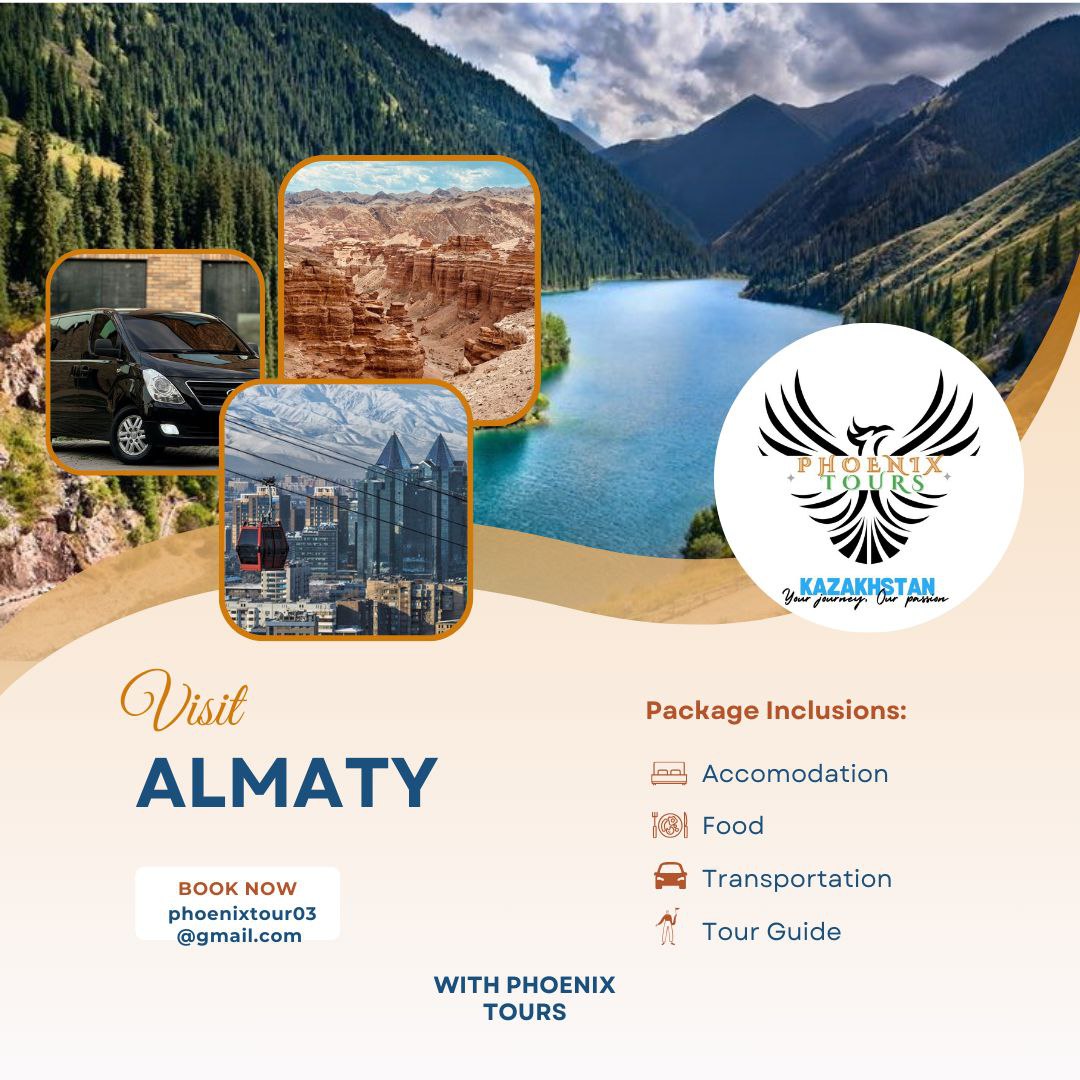 PHOENIX
TOURS
KAZAKHSTAN
Your journey, Our passion
Visit
ALMATY
BOOK NOW
phoenixtour03
@gmail.com
Package Inclusions:
Accomodation
Food
Transportation
Tour Guide
WITH PHOENIX
TOURS